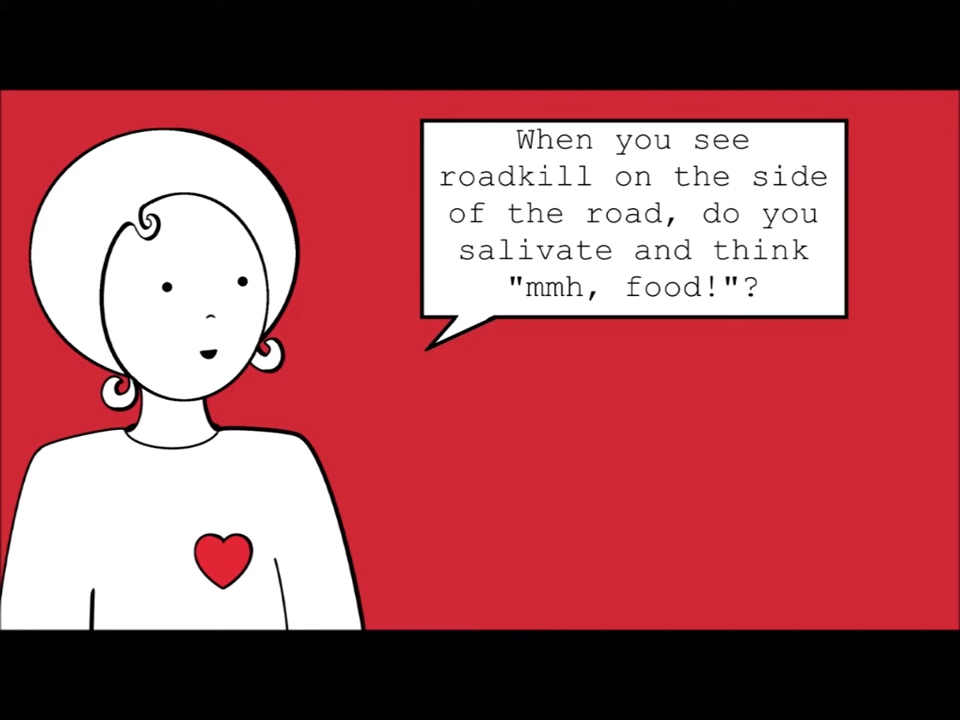 When you see
roadkill on the side
of the road, do you
salivate and think
"mmh, food!"?